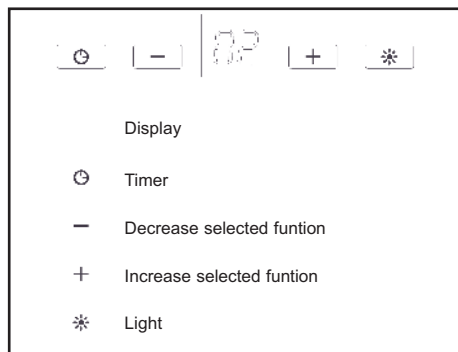 − +
Display
Timer
− Decrease selected funtion
+ Increase selected funtion
Light